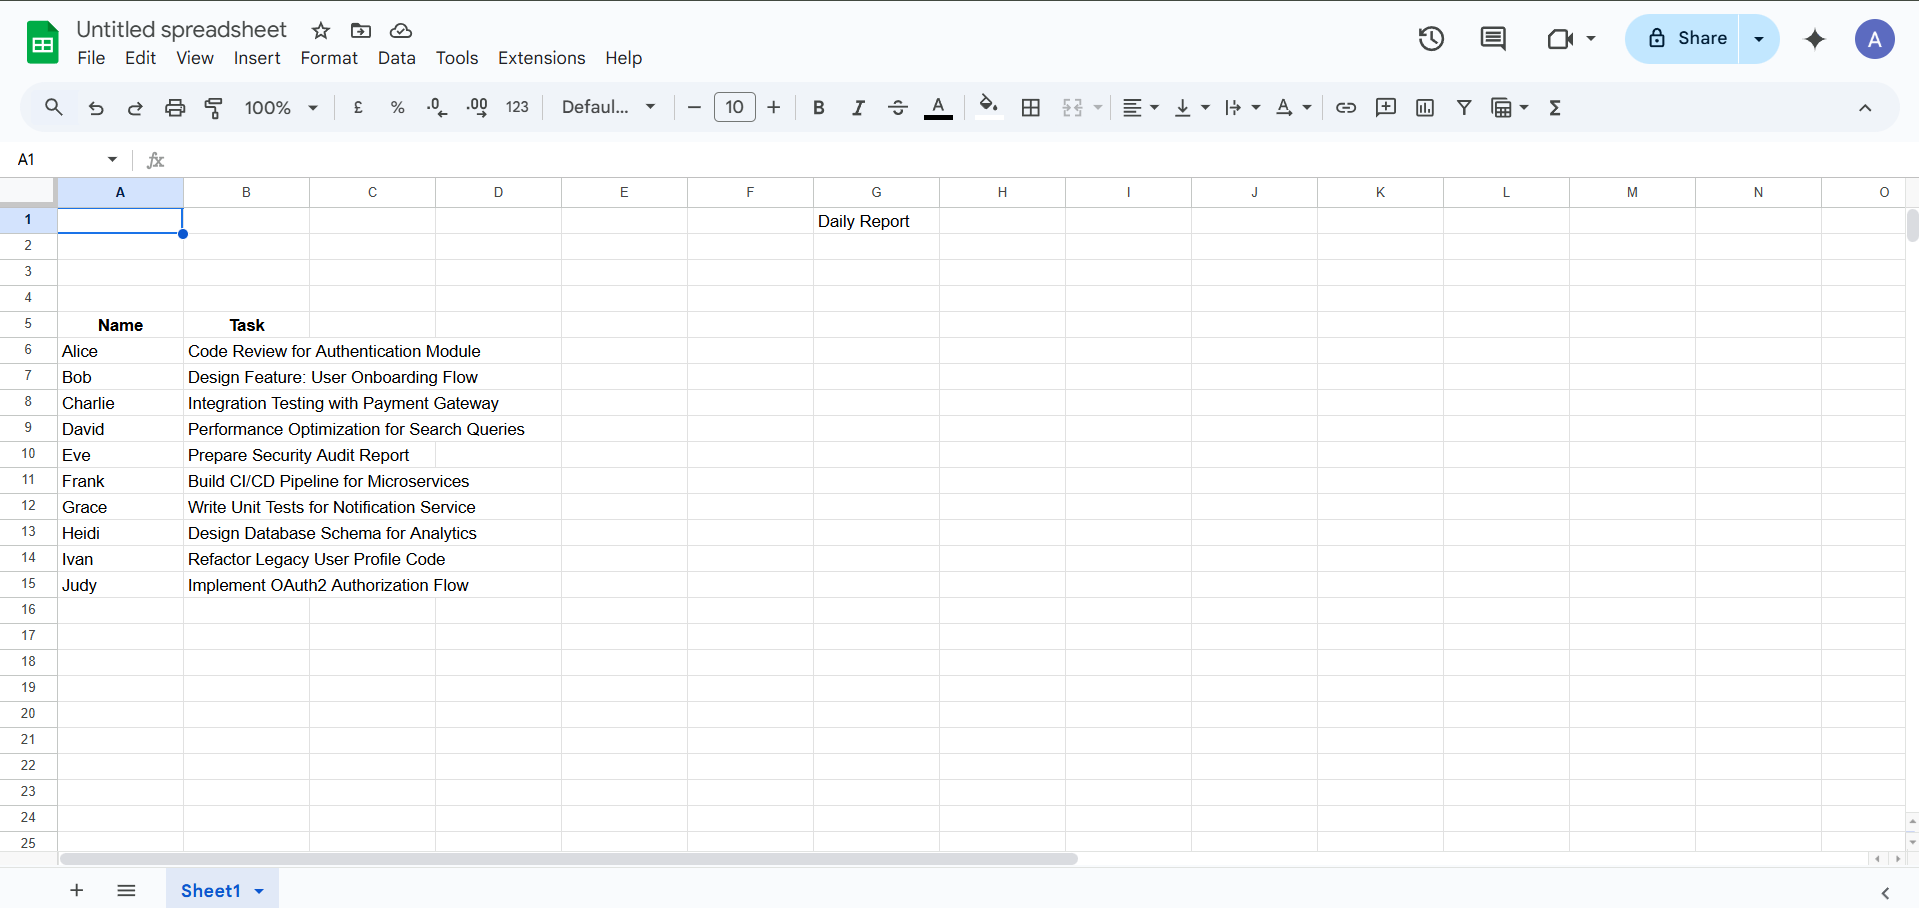 Untitled spreadsheet
File Edit View Insert Format Data Tools Extensions Help
Share
A
100% £ % .0 .00 123 Defaul... 10 B I A A Σ
A1 fx
A B C D E F G H I J K L M N O
1 Daily Report
2
3
4
5 Name Task
6 Alice Code Review for Authentication Module
7 Bob Design Feature: User Onboarding Flow
8 Charlie Integration Testing with Payment Gateway
9 David Performance Optimization for Search Queries
10 Eve Prepare Security Audit Report
11 Frank Build CI/CD Pipeline for Microservices
12 Grace Write Unit Tests for Notification Service
13 Heidi Design Database Schema for Analytics
14 Ivan Refactor Legacy User Profile Code
15 Judy Implement OAuth2 Authorization Flow
16
17
18
19
20
21
22
23
24
25
Sheet1